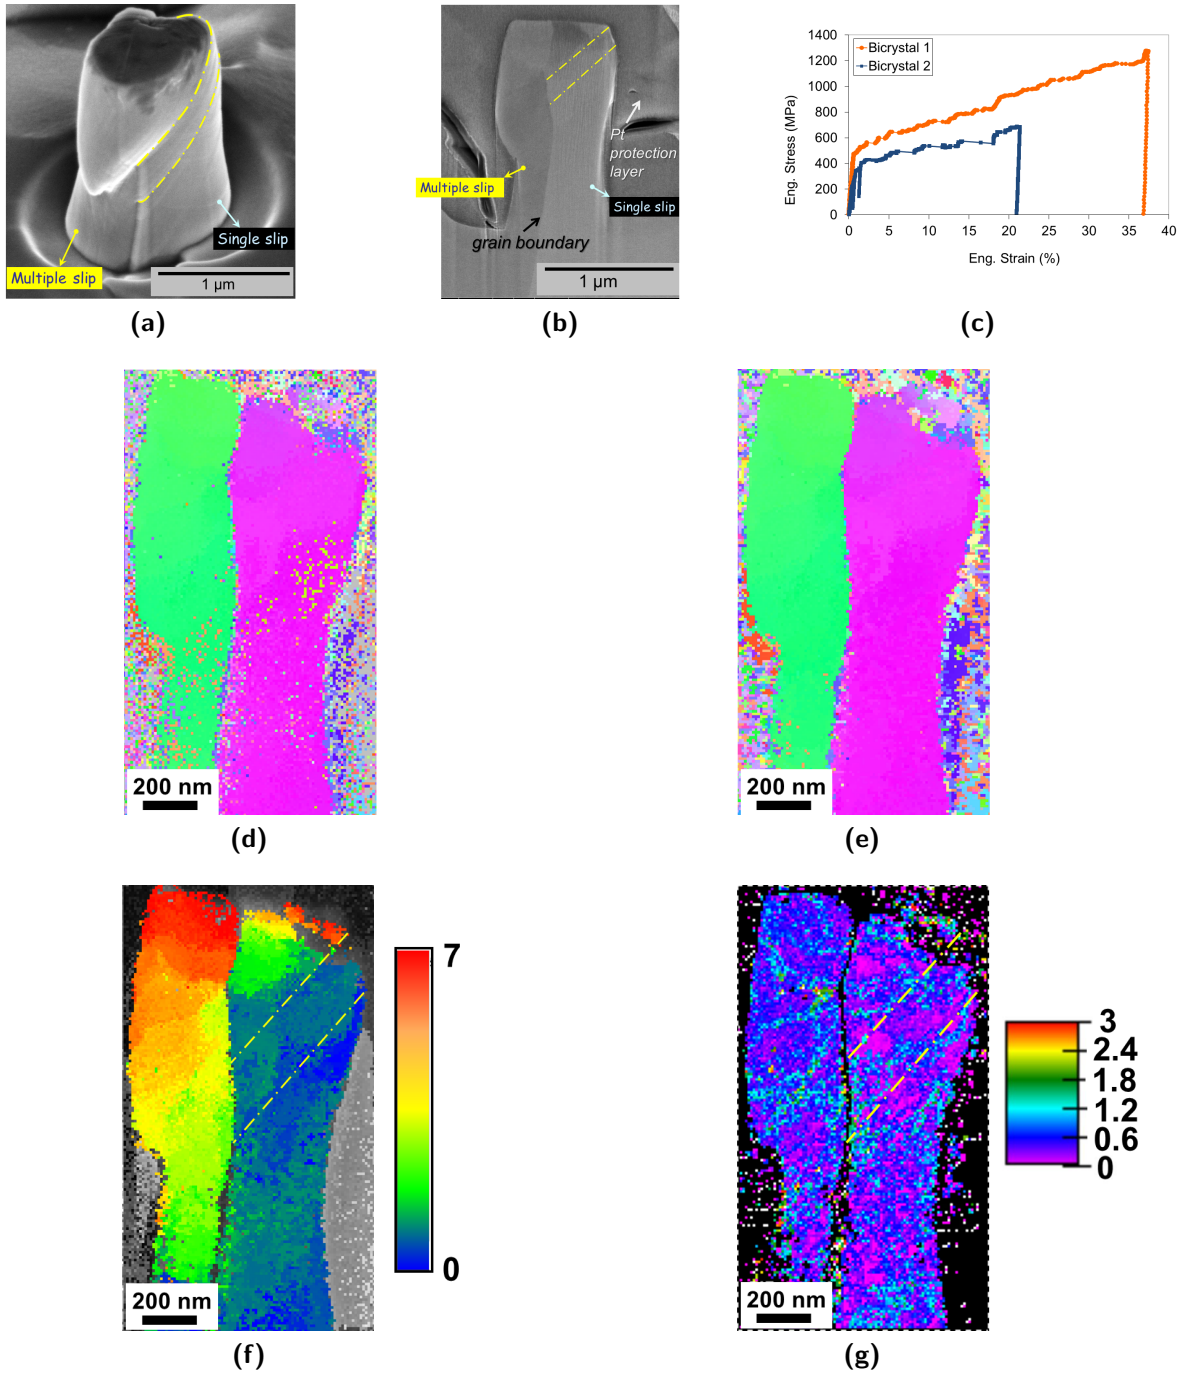 Multiple slip
Single slip
1 µm
(a)
Pt
protection
layer
Multiple slip
Single slip
grain boundary
1 µm
(b)
1400
1200
1000
800
600
400
200
0
Eng. Stress (MPa)
Bicrystal 1
Bicrystal 2
0 5 10 15 20 25 30 35 40
Eng. Strain (%)
(c)
200 nm
(d)
200 nm
(e)
7
0
200 nm
(f)
3
2.4
1.8
1.2
0.6
0
200 nm
(g)